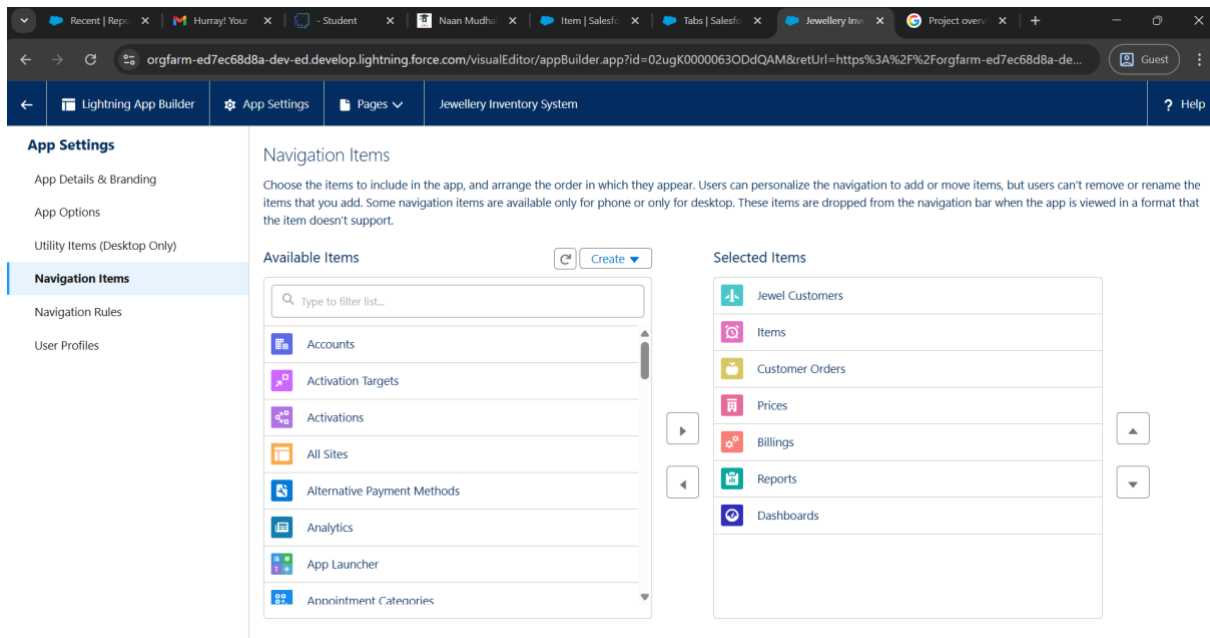 Recent | Repo
Hurray! Your
- Student
Naan Mudha
Item | Salesfo
Tabs | Salesfo
Jewellery Inve
Project overv
orgfarm-ed7ec68d8a-dev-ed.develop.lightning.force.com/visualEditor/appBuilder.app?id=02ugK0000063ODdQAM&retUrl=https%3A%2F%2Forgfarm-ed7ec68d8a-de...
Guest
Lightning App Builder
App Settings
Pages
Jewellery Inventory System
? Help
App Settings
App Details & Branding
App Options
Utility Items (Desktop Only)
Navigation Items
Navigation Rules
User Profiles
Navigation Items
Choose the items to include in the app, and arrange the order in which they appear. Users can personalize the navigation to add or move items, but users can't remove or rename the
items that you add. Some navigation items are available only for phone or only for desktop. These items are dropped from the navigation bar when the app is viewed in a format that
the item doesn't support.
Available Items
Create
Type to filter list...
Accounts
Activation Targets
Activations
All Sites
Alternative Payment Methods
Analytics
App Launcher
Appointment Categories
Selected Items
Jewel Customers
Items
Customer Orders
Prices
Billings
Reports
Dashboards